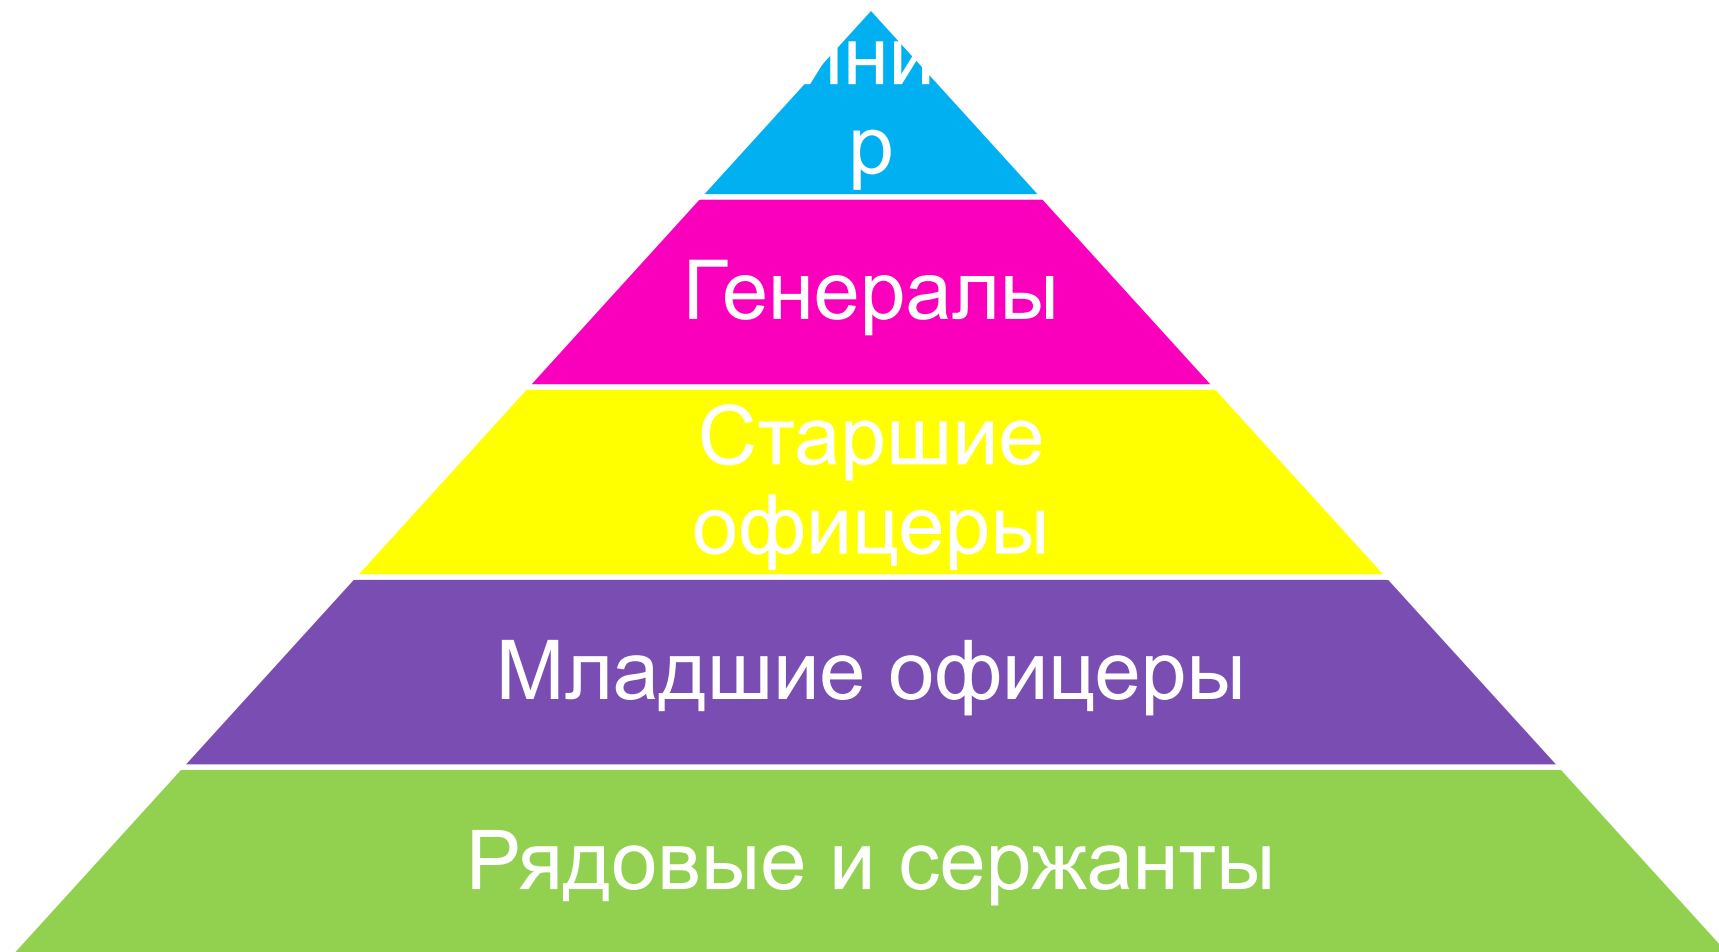 р
Генералы
Старшие
офицеры
Младшие офицеры
Рядовые и сержанты